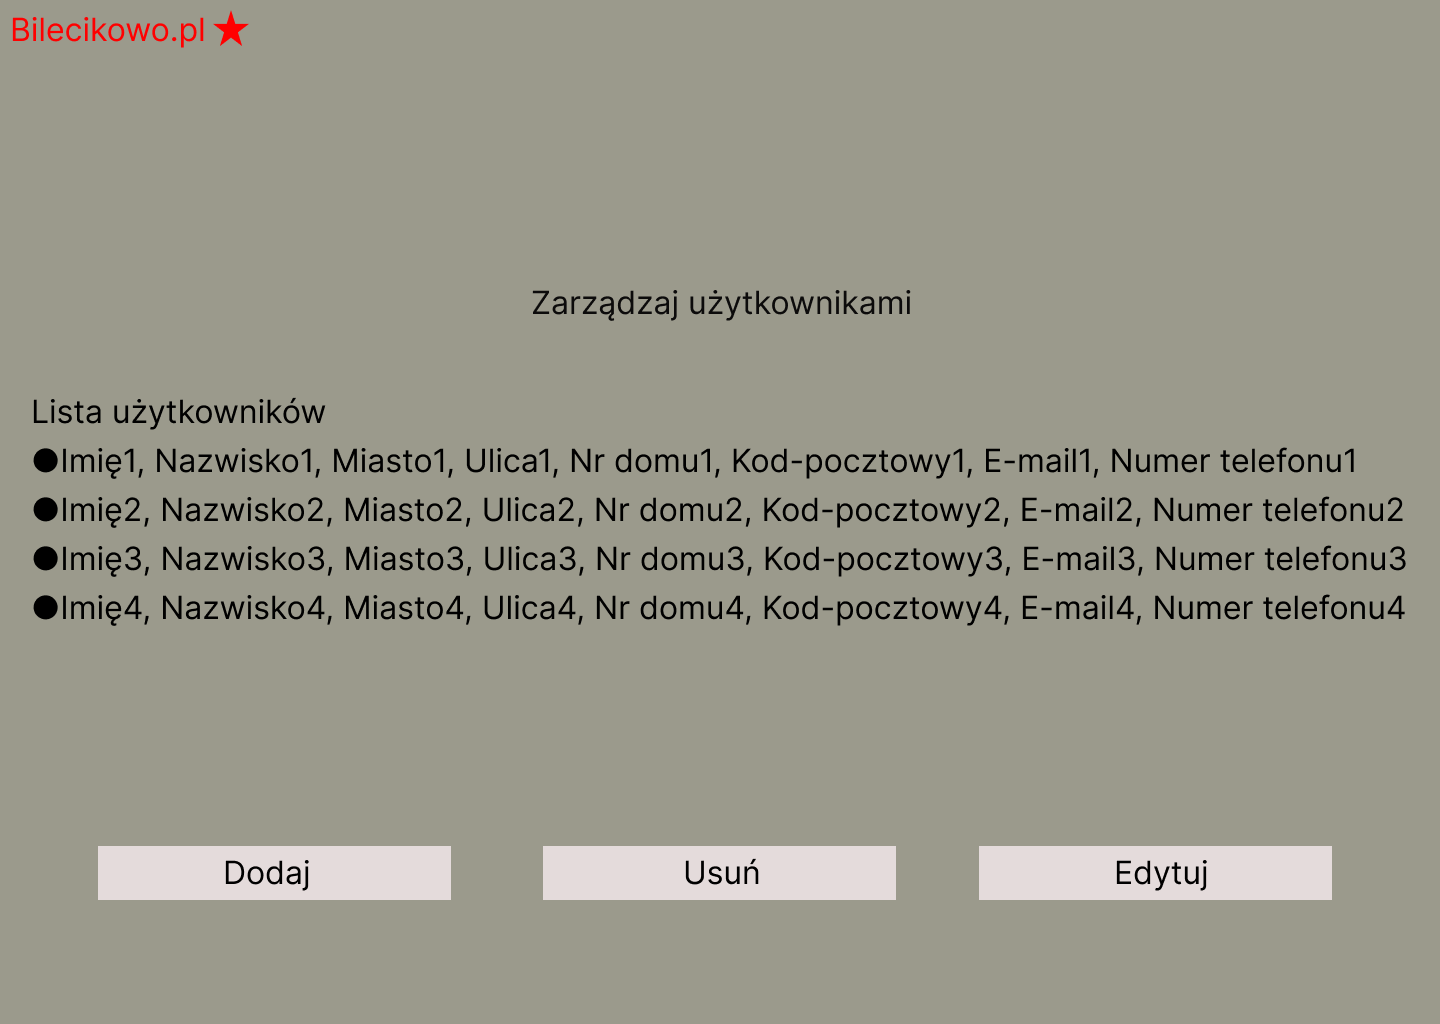 Bilecikowo.pl
Zarządzaj użytkownikami
Lista użytkowników
●Imię1, Nazwisko1, Miasto1, Ulica1, Nr domu1, Kod-pocztowy1, E-mail1, Numer telefonu1
●Imię2, Nazwisko2, Miasto2, Ulica2, Nr domu2, Kod-pocztowy2, E-mail2, Numer telefonu2
●Imię3, Nazwisko3, Miasto3, Ulica3, Nr domu3, Kod-pocztowy3, E-mail3, Numer telefonu3
●Imię4, Nazwisko4, Miasto4, Ulica4, Nr domu4, Kod-pocztowy4, E-mail4, Numer telefonu4
Dodaj
Usuń
Edytuj